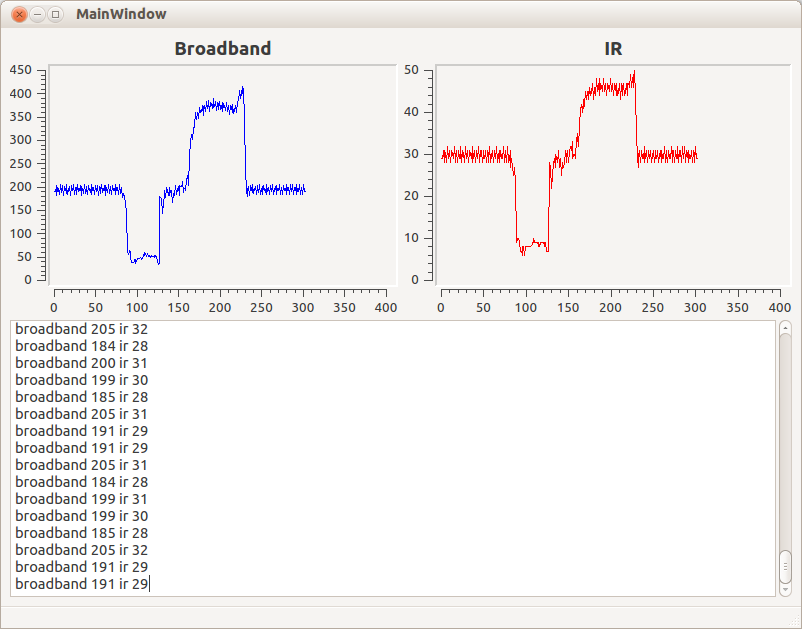 MainWindow
Broadband
IR
450
400
350
300
250
200
150
100
50
0
0 50 100 150 200 250 300 350 400
50
40
30
20
10
0
0 50 100 150 200 250 300 350 400
broadband 205 ir 32
broadband 184 ir 28
broadband 200 ir 31
broadband 199 ir 30
broadband 185 ir 28
broadband 205 ir 31
broadband 191 ir 29
broadband 191 ir 29
broadband 205 ir 31
broadband 184 ir 28
broadband 199 ir 31
broadband 199 ir 30
broadband 185 ir 28
broadband 205 ir 32
broadband 191 ir 29
broadband 191 ir 29